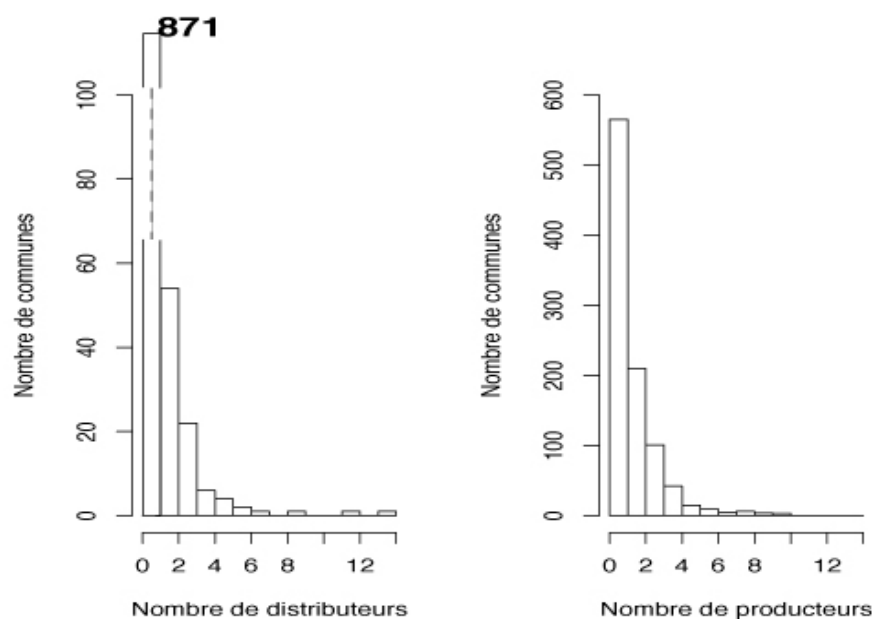 871
Nombre de communes
100
80
60
40
20
0
0 2 4 6 8 12
Nombre de distributeurs
Nombre de communes
600
500
400
300
200
100
0
0 2 4 6 8 12
Nombre de producteurs